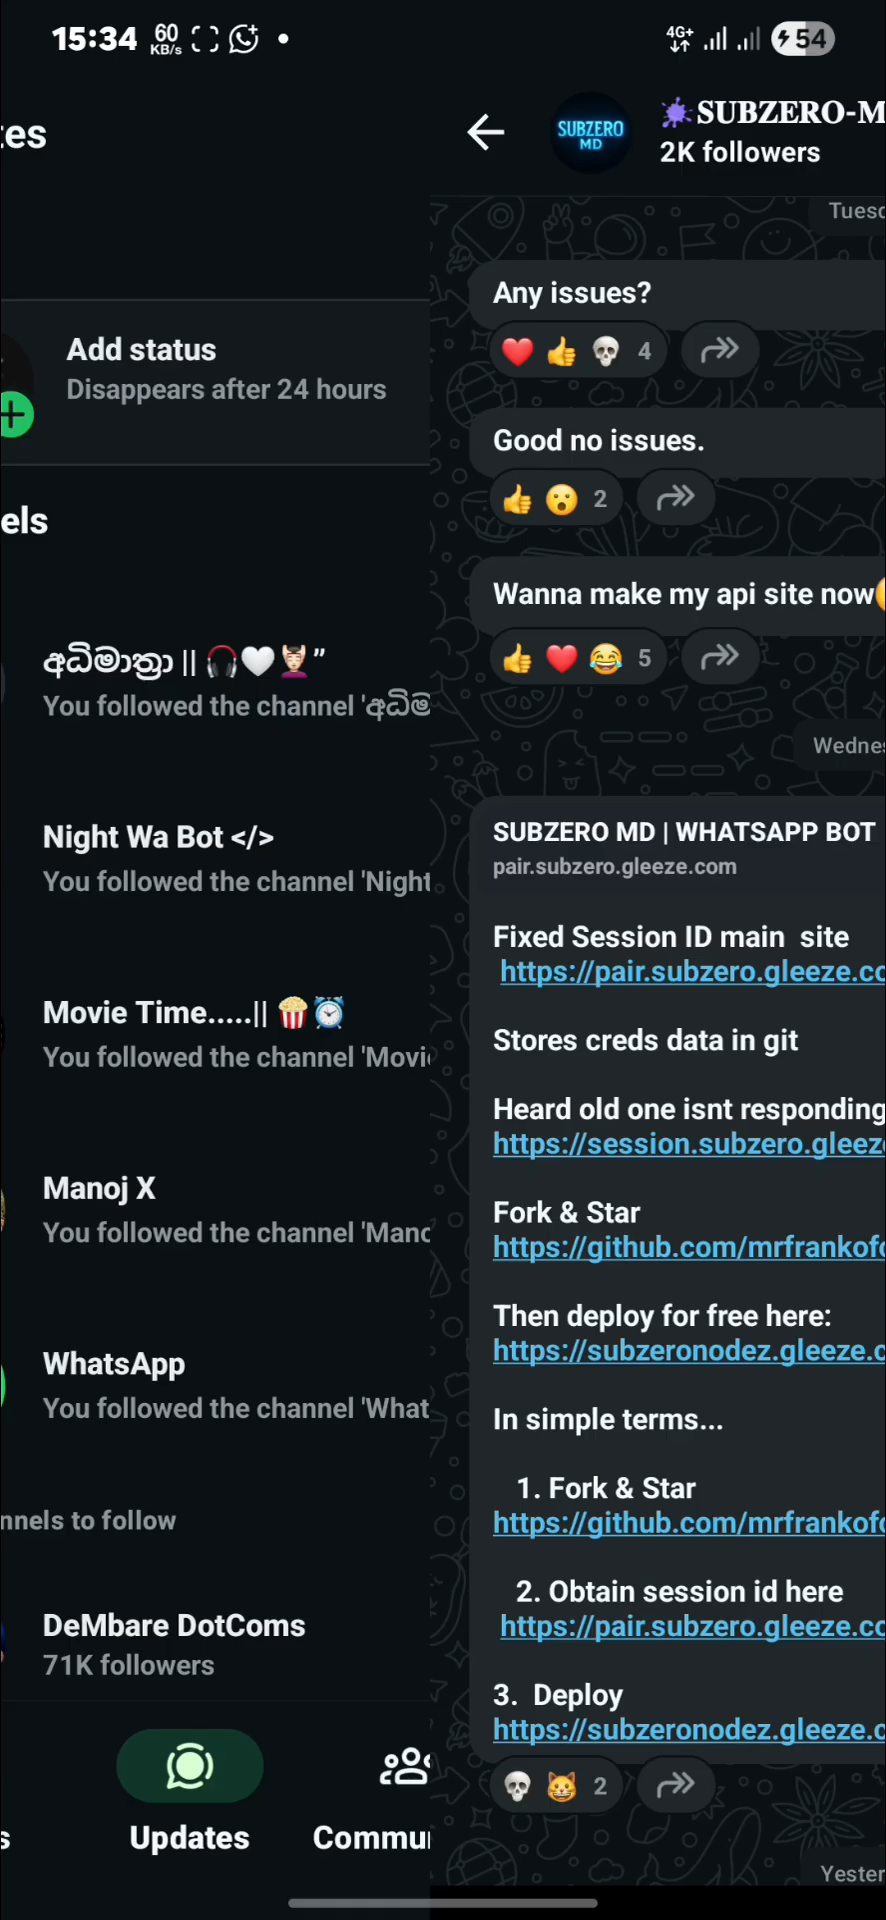 15:34 60 KB/s 4G+ 54
tes
Add status
Disappears after 24 hours
els
අධිමාත්‍රා || 🎧🤍💆🏻”
You followed the channel 'අධිම
Night Wa Bot </>
You followed the channel 'Night
Movie Time.....|| 🍿⏰
You followed the channel 'Movi
Manoj X
You followed the channel 'Mano
WhatsApp
You followed the channel 'What
nnels to follow
DeMbare DotComs
71K followers
s
Updates
Commu
SUBZERO MD
SUBZERO-M
2K followers
Tuesd
Any issues?
❤️👍💀 4
Good no issues.
👍😮 2
Wanna make my api site now
👍❤️😂 5
Wednes
SUBZERO MD | WHATSAPP BOT
pair.subzero.gleeze.com
Fixed Session ID main  site
https://pair.subzero.gleeze.co
Stores creds data in git
Heard old one isnt responding
https://session.subzero.gleeze
Fork & Star
https://github.com/mrfrankofc
Then deploy for free here:
https://subzeronodez.gleeze.c
In simple terms...
1. Fork & Star
https://github.com/mrfrankofc
2. Obtain session id here
https://pair.subzero.gleeze.co
3.  Deploy
https://subzeronodez.gleeze.c
💀😺 2
Yester